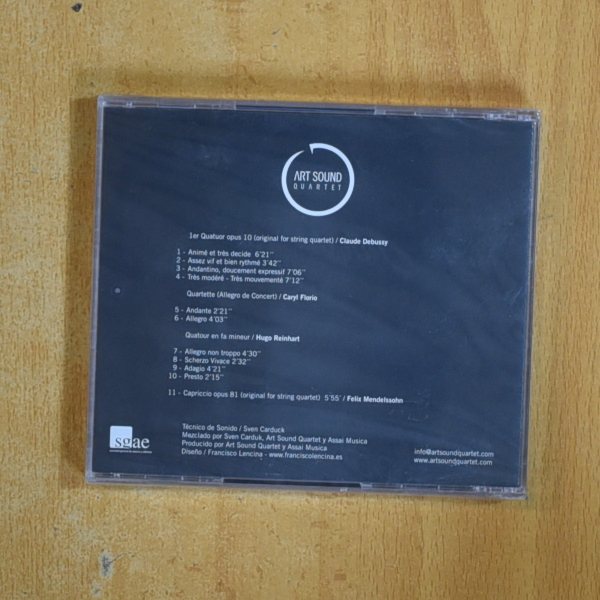 ART SOUND
QUARTET
1er Quatuor opus 10 (original for string quartet) / Claude Debussy
1 - Animé et très decide 6'21''
2 - Assez vif et bien rythmé 3'42''
3 - Andantino, doucement expressif 7'06''
4 - Très modéré - Très mouvementé 7'12''
Quartette (Allegro de Concert) / Caryl Florio
5 - Andante 2'21''
6 - Allegro 4'03''
Quatour en fa mineur / Hugo Reinhart
7 - Allegro non troppo 4'30''
8 - Scherzo Vivace 2'32''
9 - Adagio 4'21''
10 - Presto 2'15''
11 - Capriccio opus 81 (original for string quartet) 5'55' / Felix Mendelssohn
Técnico de Sonido / Sven Carduck
Mezclado por Sven Carduk, Art Sound Quartet y Assai Musica
Producido por Art Sound Quartet y Assai Musica
Diseño / Francisco Lencina - www.franciscolencina.es
sgae
info@artsoundquartet.com
www.artsoundquartet.com